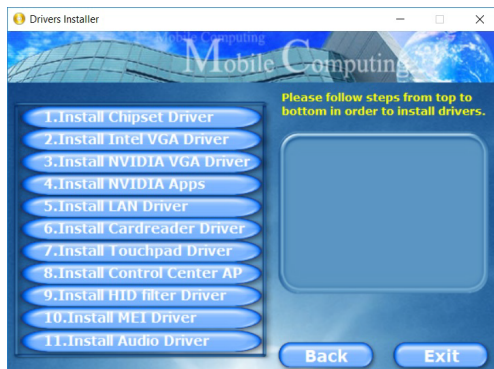 Drivers Installer
Mobile Computing
Mobile Computing
Please follow steps from top to
bottom in order to install drivers.
1.Install Chipset Driver
2.Install Intel VGA Driver
3.Install NVIDIA VGA Driver
4.Install NVIDIA Apps
5.Install LAN Driver
6.Install Cardreader Driver
7.Install Touchpad Driver
8.Install Control Center AP
9.Install HID filter Driver
10.Install MEI Driver
11.Install Audio Driver
Back
Exit